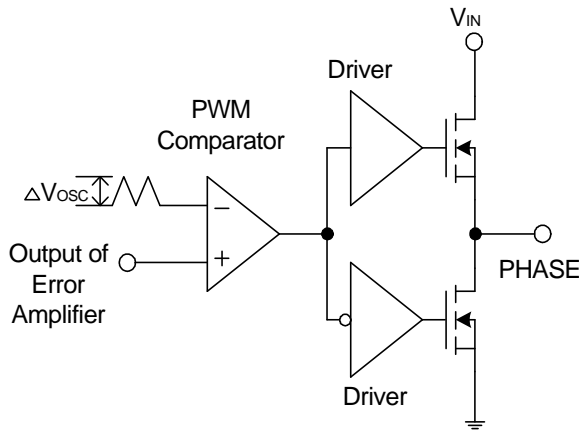 VIN
Driver
PWM
Comparator
ΔVOSC
−
+
Output of
Error
Amplifier
PHASE
Driver